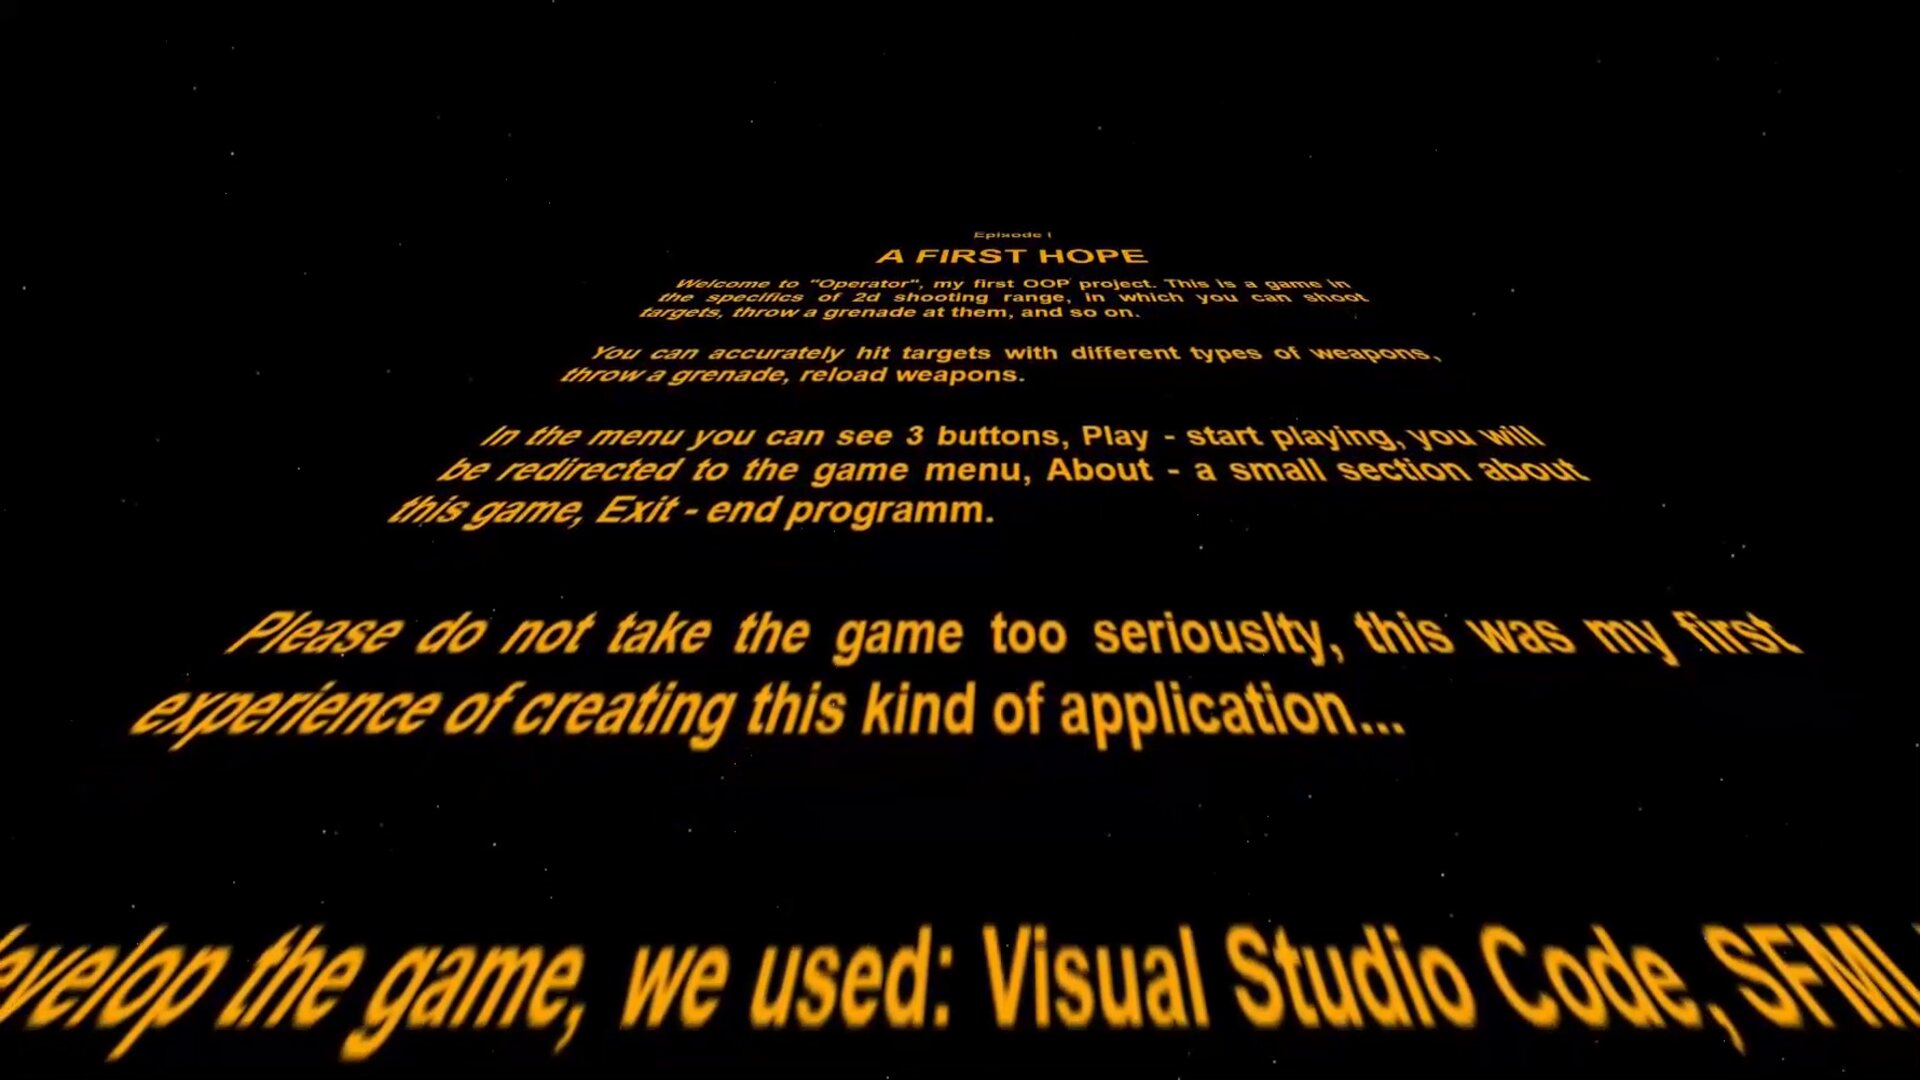 Episode I
A FIRST HOPE
Welcome to "Operator", my first OOP project. This is a game in
the specifics of 2d shooting range, in which you can shoot
targets, throw a grenade at them, and so on.
You can accurately hit targets with different types of weapons,
throw a grenade, reload weapons.
In the menu you can see 3 buttons, Play - start playing, you will
be redirected to the game menu, About - a small section about
this game, Exit - end programm.
Please do not take the game too seriouslty, this was my first
experience of creating this kind of application...
evelop the game, we used: Visual Studio Code, SFML